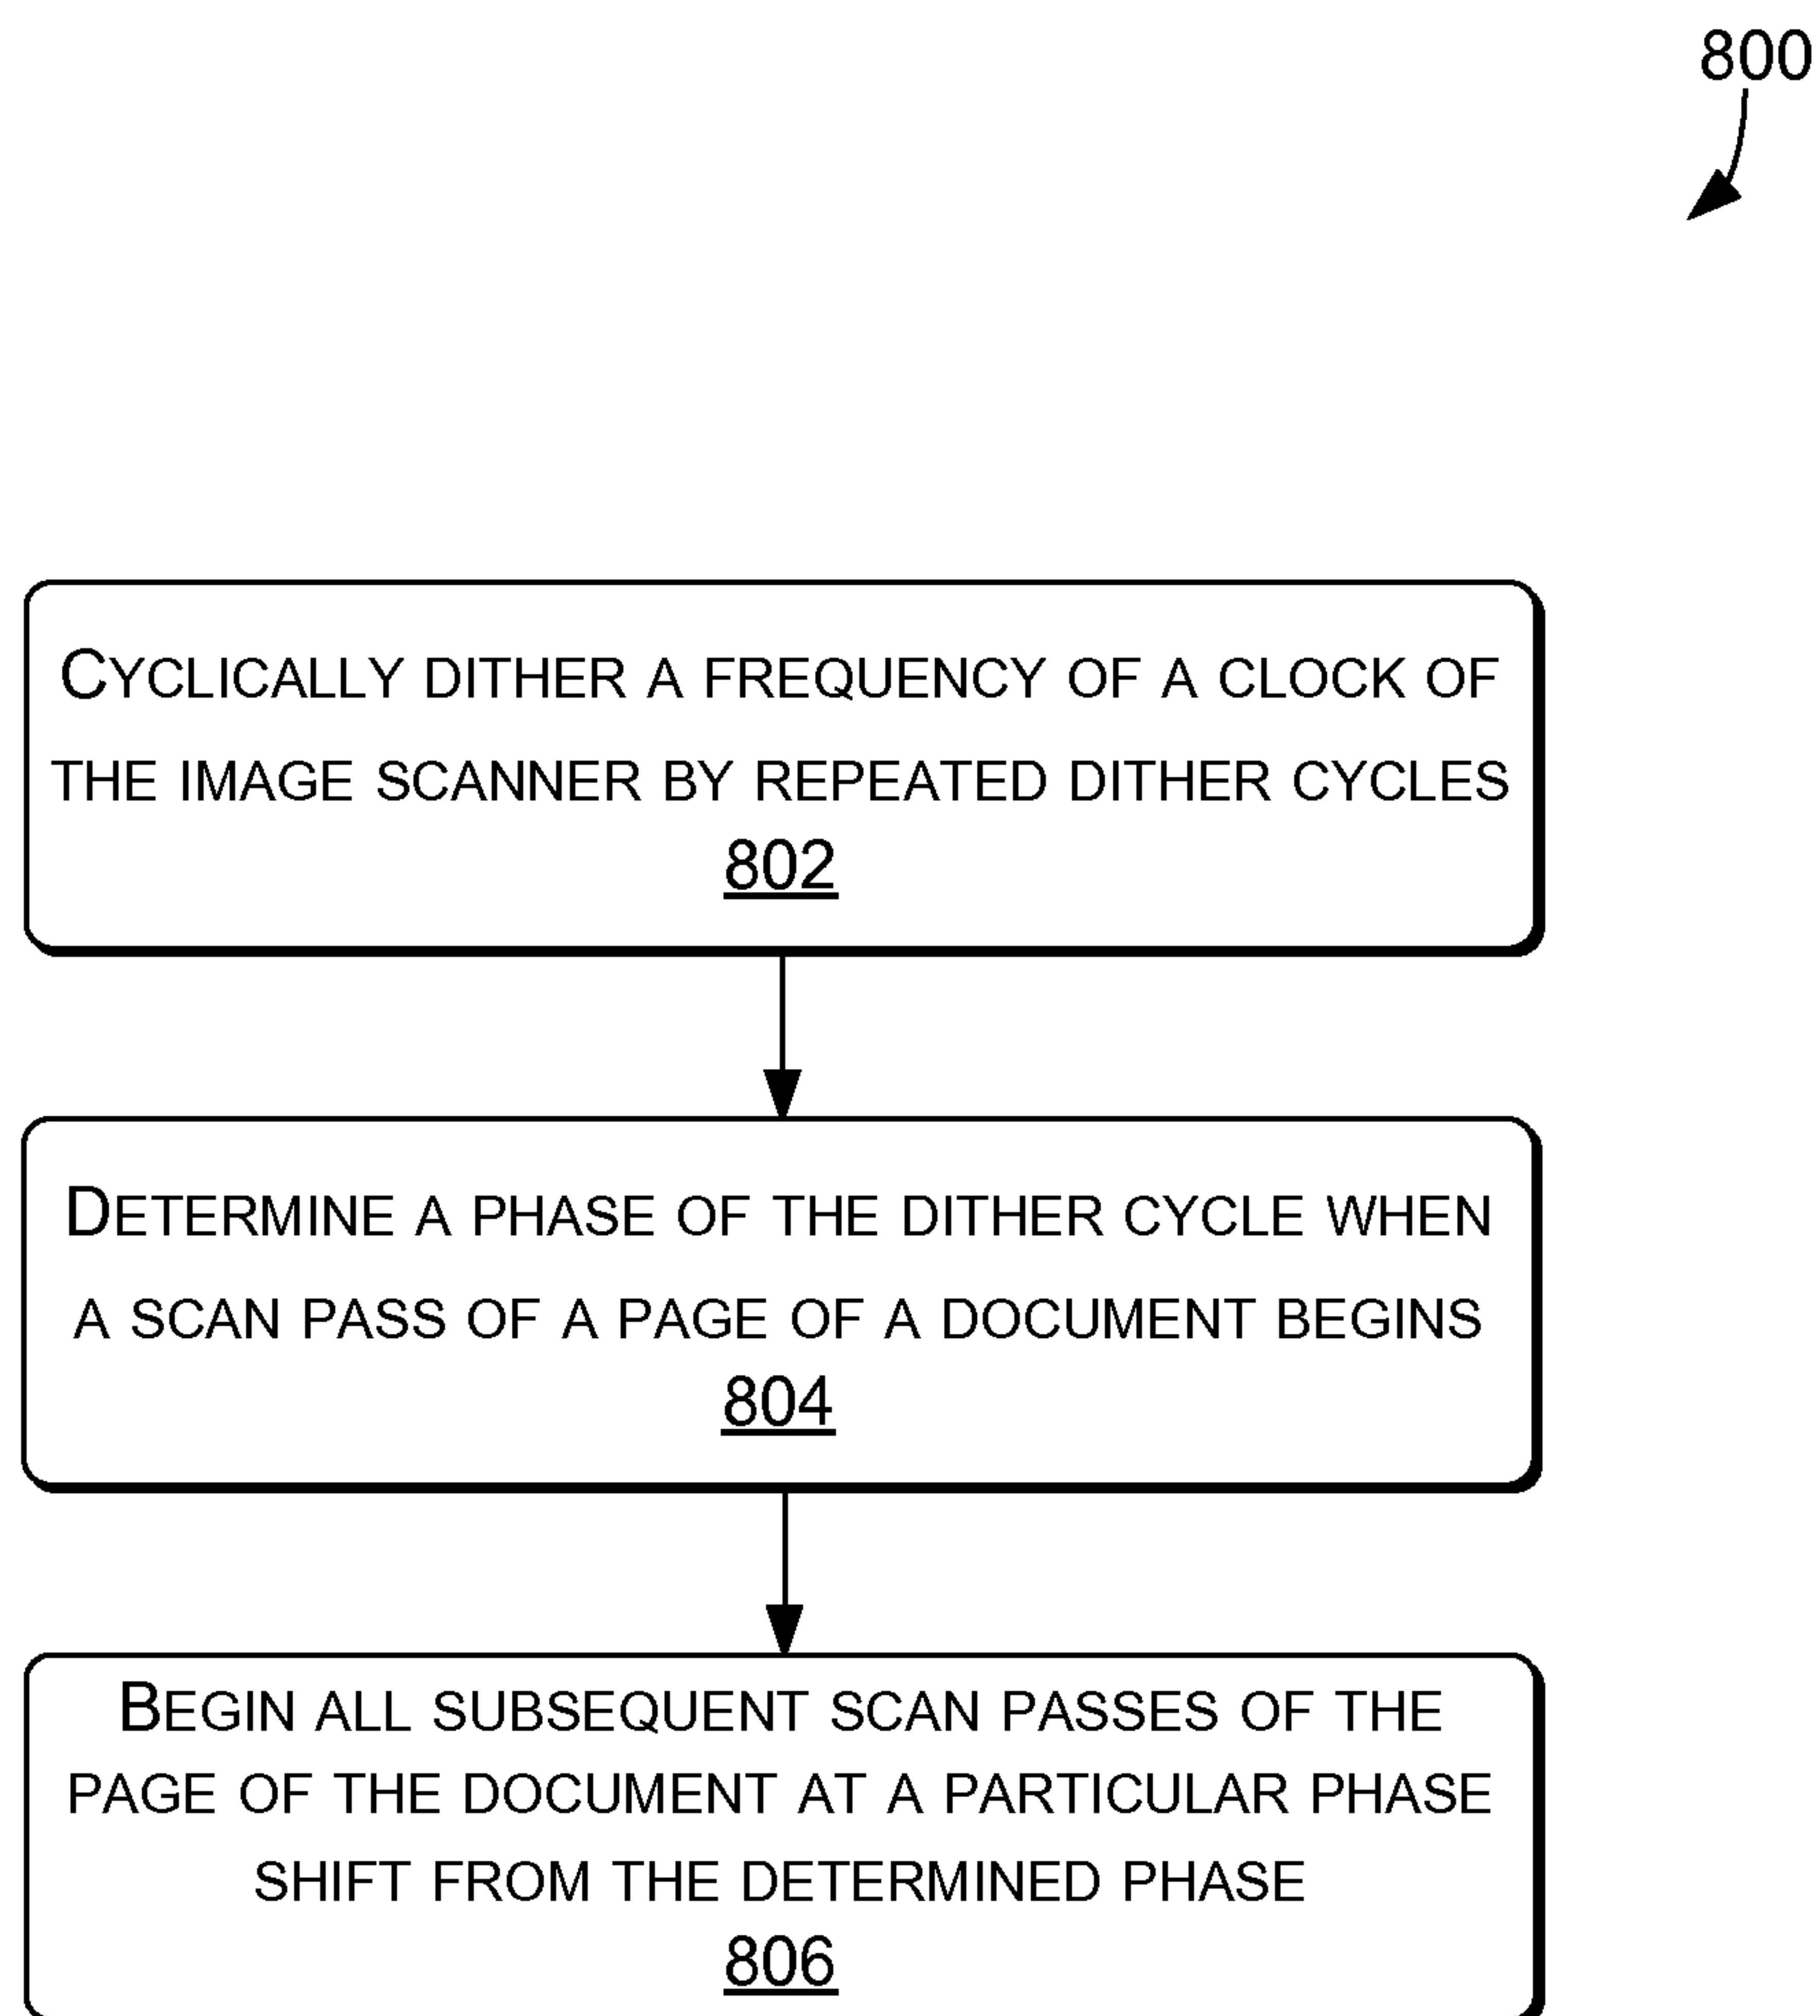 800
CYCLICALLY DITHER A FREQUENCY OF A CLOCK OF
THE IMAGE SCANNER BY REPEATED DITHER CYCLES
802
DETERMINE A PHASE OF THE DITHER CYCLE WHEN
A SCAN PASS OF A PAGE OF A DOCUMENT BEGINS
804
BEGIN ALL SUBSEQUENT SCAN PASSES OF THE
PAGE OF THE DOCUMENT AT A PARTICULAR PHASE
SHIFT FROM THE DETERMINED PHASE
806